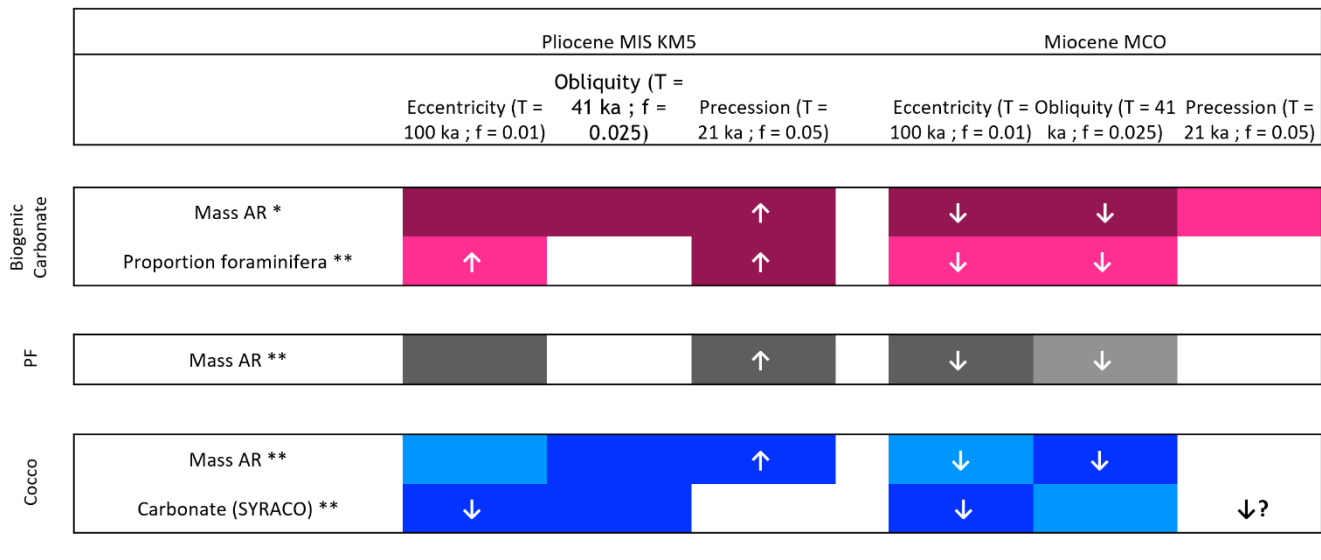 Pliocene MIS KM5 Miocene MCO
Eccentricity (T = 100 ka ; f = 0.01)
Obliquity (T = 41 ka ; f = 0.025)
Precession (T = 21 ka ; f = 0.05)
Eccentricity (T = 100 ka ; f = 0.01)
Obliquity (T = 41 ka ; f = 0.025)
Precession (T = 21 ka ; f = 0.05)
Biogenic
Carbonate
Mass AR * ↑ ↓ ↓
Proportion foraminifera ** ↑ ↑ ↓ ↓
PF
Mass AR ** ↑ ↓ ↓
Cocco
Mass AR ** ↑ ↓ ↓
Carbonate (SYRACO) ** ↓ ↓ ↓?